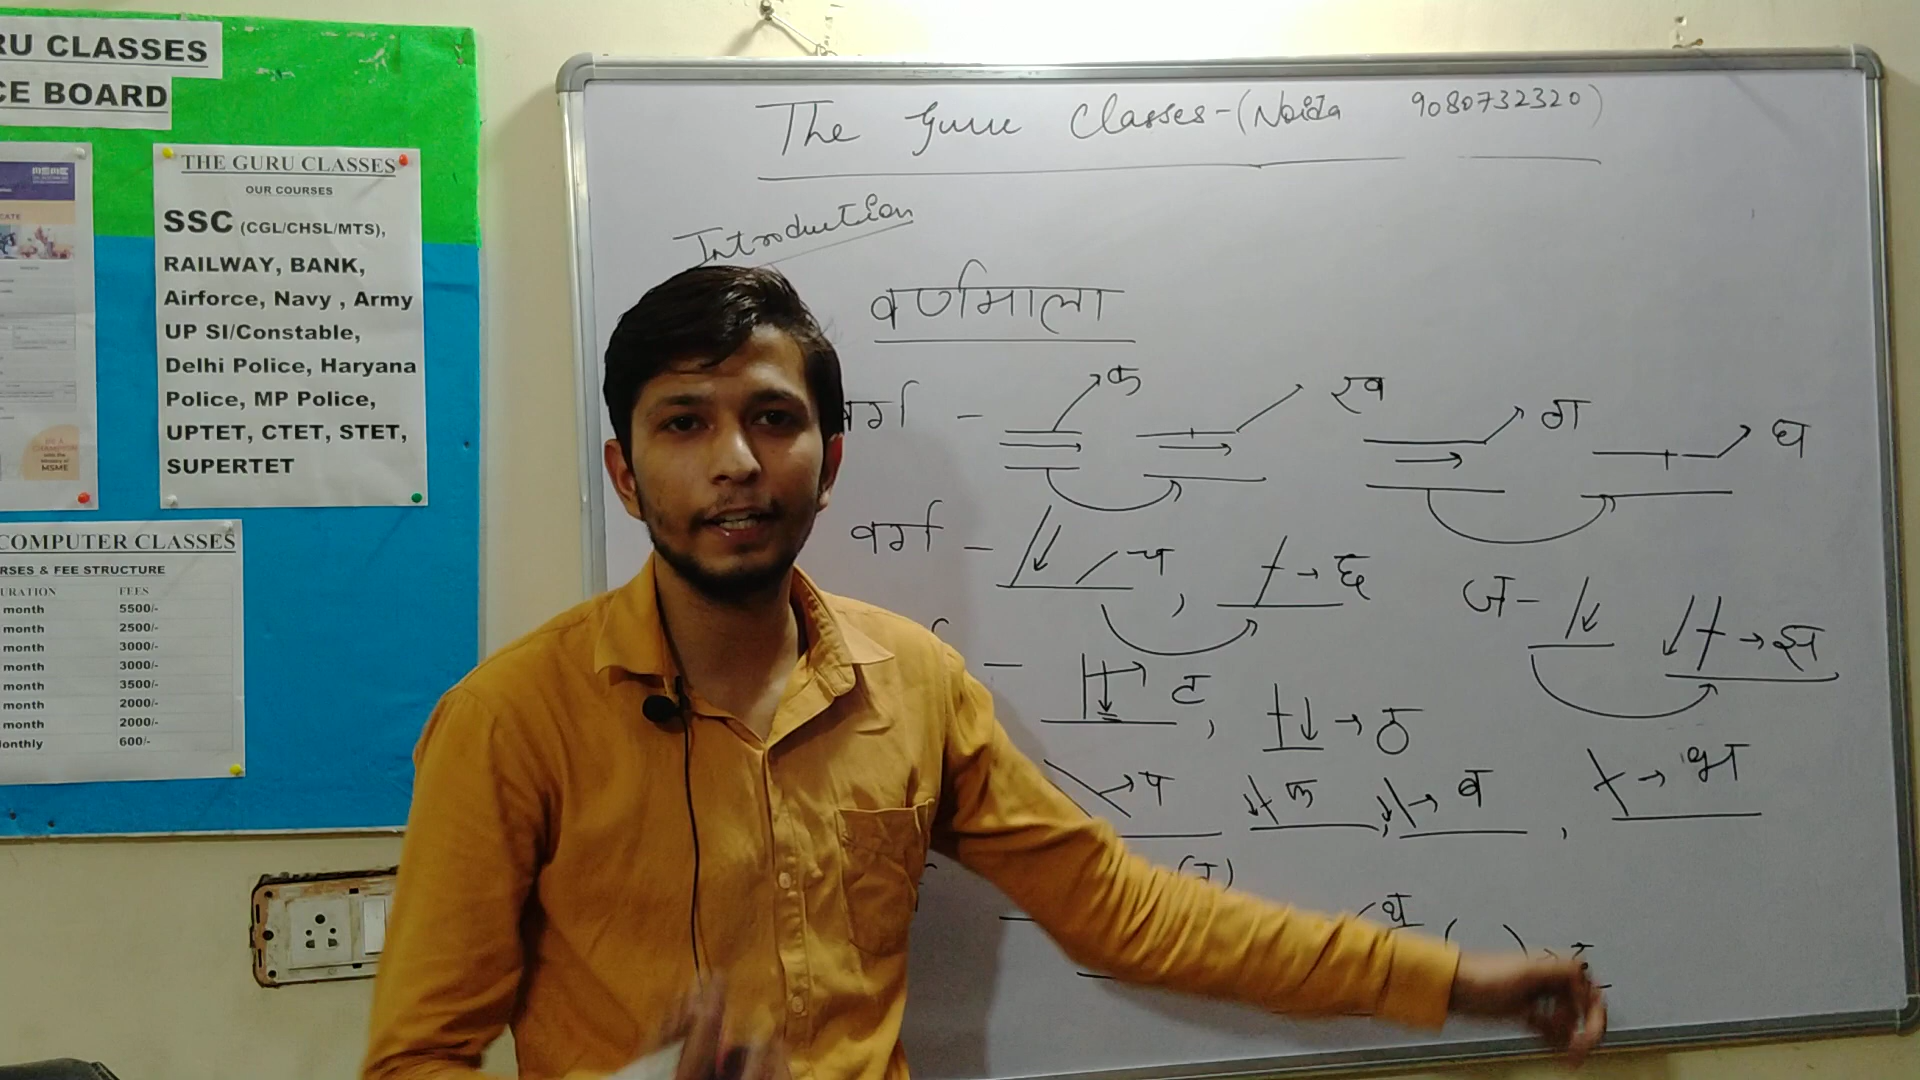 RU CLASSES
CE BOARD
THE GURU CLASSES
OUR COURSES
SSC (CGL/CHSL/MTS),
RAILWAY, BANK,
Airforce, Navy , Army
UP SI/Constable,
Delhi Police, Haryana
Police, MP Police,
UPTET, CTET, STET,
SUPERTET
COMPUTER CLASSES
RSES & FEE STRUCTURE
URATION FEES
month 5500/-
month 2500/-
month 3000/-
month 3000/-
month 3500/-
month 2000/-
month 2000/-
onthly 600/-
MSME
The Guru Classes-(Noida 9080732320)
Introduction
वर्णमाला
वर्ग - क ख ग घ
वर्ग - च , छ ज- झ
- ट , ठ
प फ , ब , भ
(त)
थ